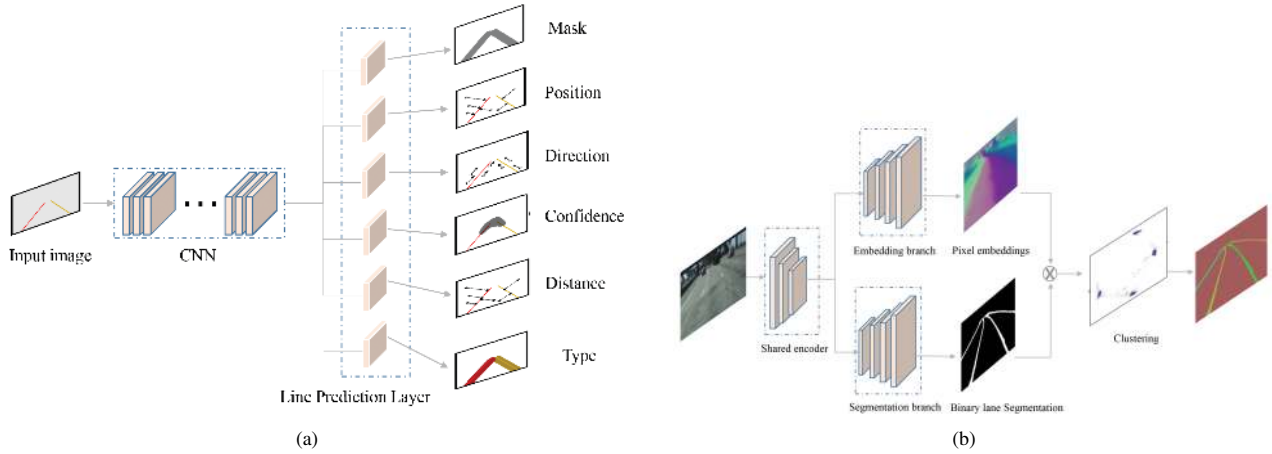 Mask
Position
Direction
Confidence
Distance
Type
Input image
CNN
Line Prediction Layer
(a)
Embedding branch
Pixel embeddings
Shared encoder
Clustering
Segmentation branch
Binary lane Segmentation
(b)